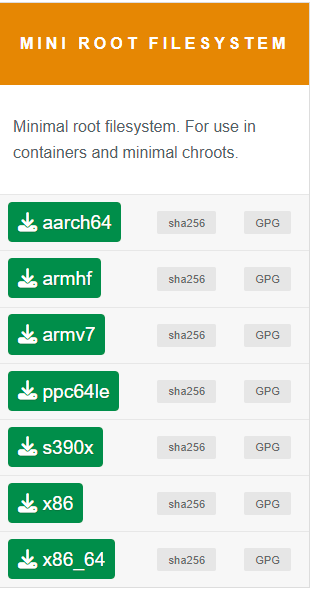 MINI ROOT FILESYSTEM
Minimal root filesystem. For use in
containers and minimal chroots.
aarch64 sha256 GPG
armhf sha256 GPG
armv7 sha256 GPG
ppc64le sha256 GPG
s390x sha256 GPG
x86 sha256 GPG
x86_64 sha256 GPG